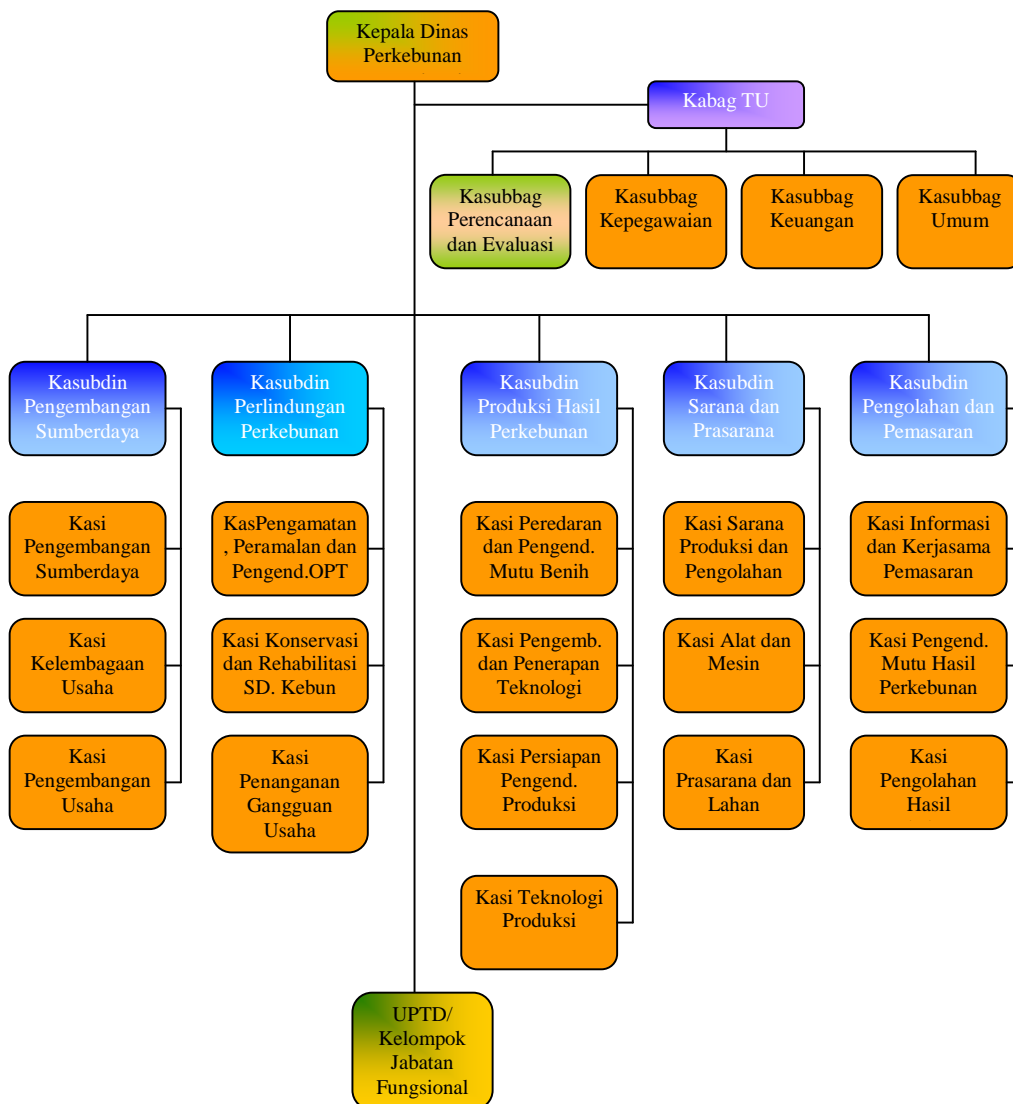 Kepala Dinas
Perkebunan
Kabag TU
Kasubbag
Perencanaan
dan Evaluasi
Kasubbag
Kepegawaian
Kasubbag
Keuangan
Kasubbag
Umum
Kasubdin
Pengembangan
Sumberdaya
Kasubdin
Perlindungan
Perkebunan
Kasubdin
Produksi Hasil
Perkebunan
Kasubdin
Sarana dan
Prasarana
Kasubdin
Pengolahan dan
Pemasaran
Kasi
Pengembangan
Sumberdaya
KasPengamatan
, Peramalan dan
Pengend.OPT
Kasi Peredaran
dan Pengend.
Mutu Benih
Kasi Sarana
Produksi dan
Pengolahan
Kasi Informasi
dan Kerjasama
Pemasaran
Kasi
Kelembagaan
Usaha
Kasi Konservasi
dan Rehabilitasi
SD. Kebun
Kasi Pengemb.
dan Penerapan
Teknologi
Kasi Alat dan
Mesin
Kasi Pengend.
Mutu Hasil
Perkebunan
Kasi
Pengembangan
Usaha
Kasi
Penanganan
Gangguan
Usaha
Kasi Persiapan
Pengend.
Produksi
Kasi
Prasarana dan
Lahan
Kasi
Pengolahan
Hasil
Kasi Teknologi
Produksi
UPTD/
Kelompok
Jabatan
Fungsional